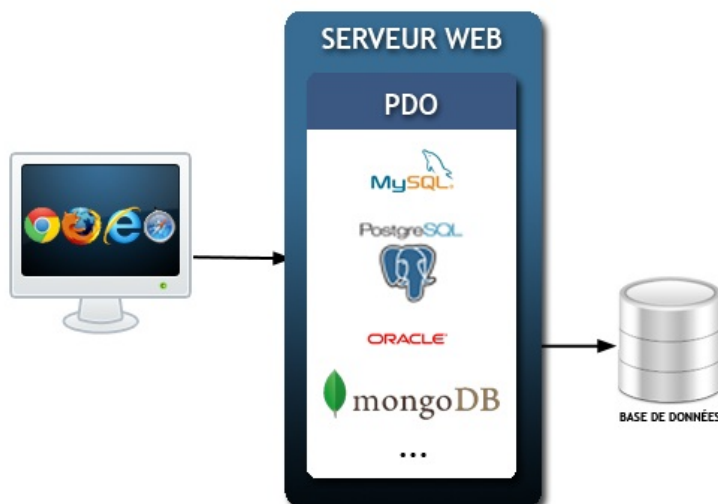 SERVEUR WEB
PDO
MySQL®
PostgreSQL
ORACLE®
mongoDB
...
BASE DE DONNÉES